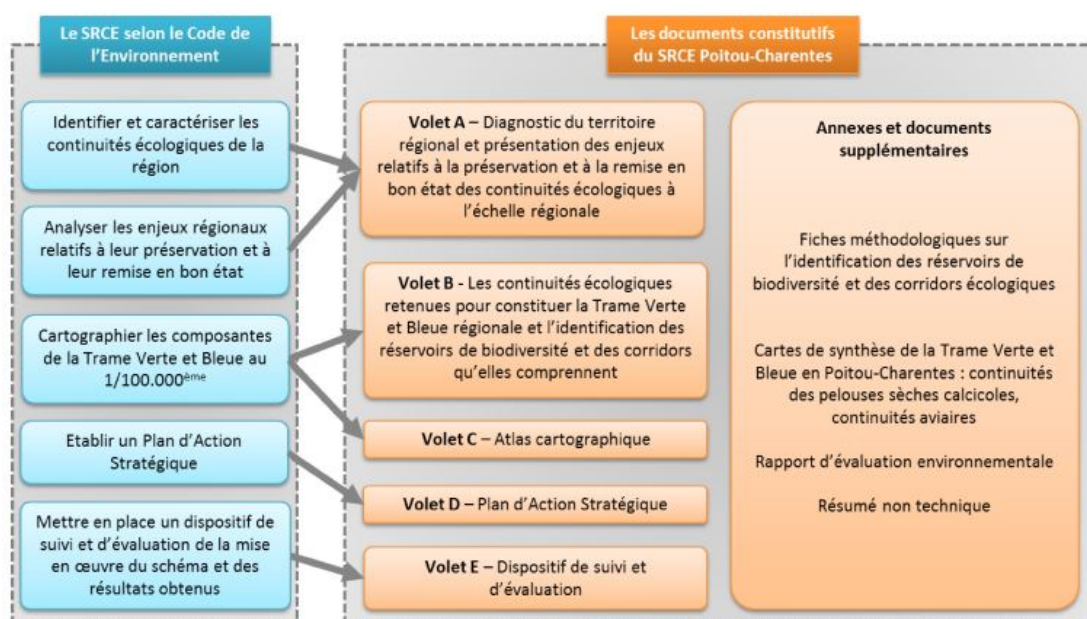 Le SRCE selon le Code de
l’Environnement
Identifier et caractériser les
continuités écologiques de la
région
Analyser les enjeux régionaux
relatifs à leur préservation et à
leur remise en bon état
Cartographier les composantes
de la Trame Verte et Bleue au
1/100.000ème
Etablir un Plan d’Action
Stratégique
Mettre en place un dispositif de
suivi et d’évaluation de la mise
en œuvre du schéma et des
résultats obtenus
Les documents constitutifs
du SRCE Poitou-Charentes
Volet A – Diagnostic du territoire
régional et présentation des enjeux
relatifs à la préservation et à la remise en
bon état des continuités écologiques à
l’échelle régionale
Volet B - Les continuités écologiques
retenues pour constituer la Trame Verte
et Bleue régionale et l’identification des
réservoirs de biodiversité et des corridors
qu’elles comprennent
Volet C – Atlas cartographique
Volet D – Plan d’Action Stratégique
Volet E – Dispositif de suivi et
d’évaluation
Annexes et documents
supplémentaires
Fiches méthodologiques sur
l’identification des réservoirs de
biodiversité et des corridors écologiques
Cartes de synthèse de la Trame Verte et
Bleue en Poitou-Charentes : continuités
des pelouses sèches calcicoles,
continuités aviaires
Rapport d’évaluation environnementale
Résumé non technique